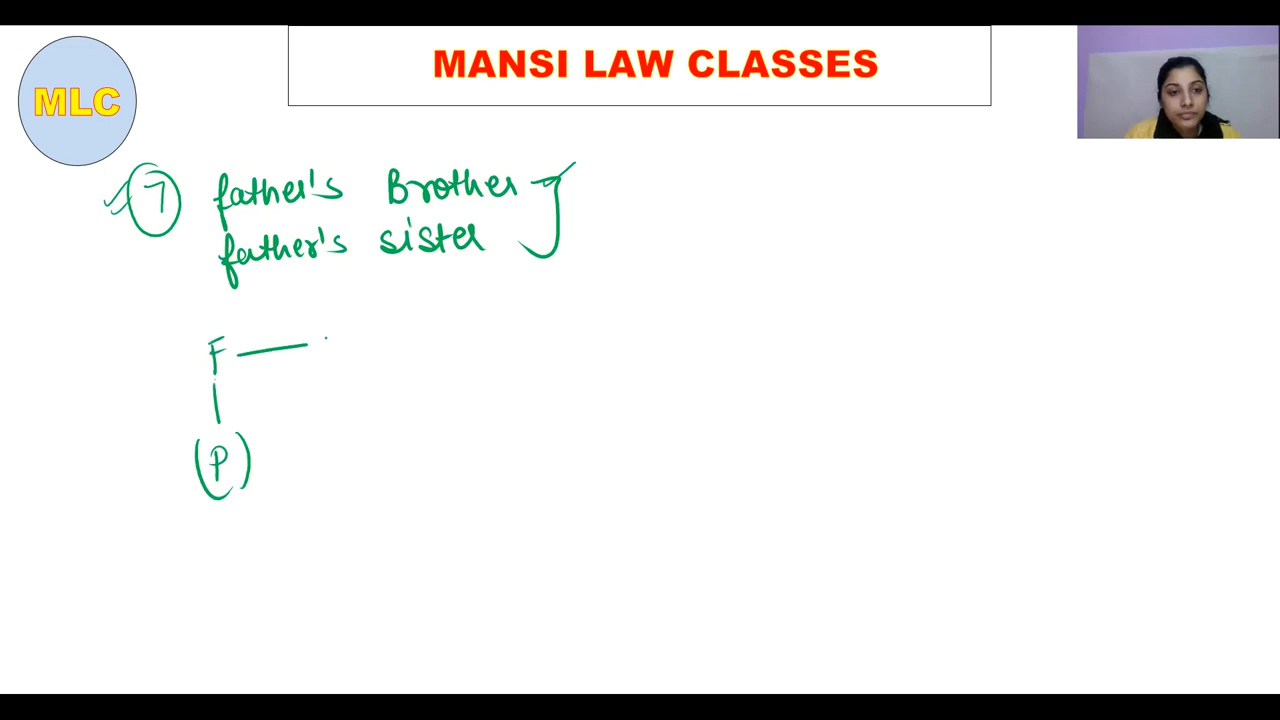 MANSI LAW CLASSES
MLC
7 father's Brother
father's sister
F
(P)